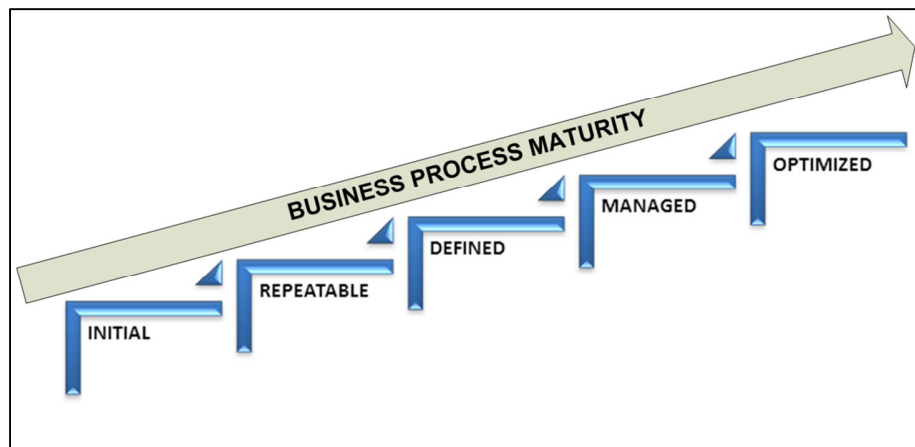 BUSINESS PROCESS MATURITY
OPTIMIZED
MANAGED
DEFINED
REPEATABLE
INITIAL